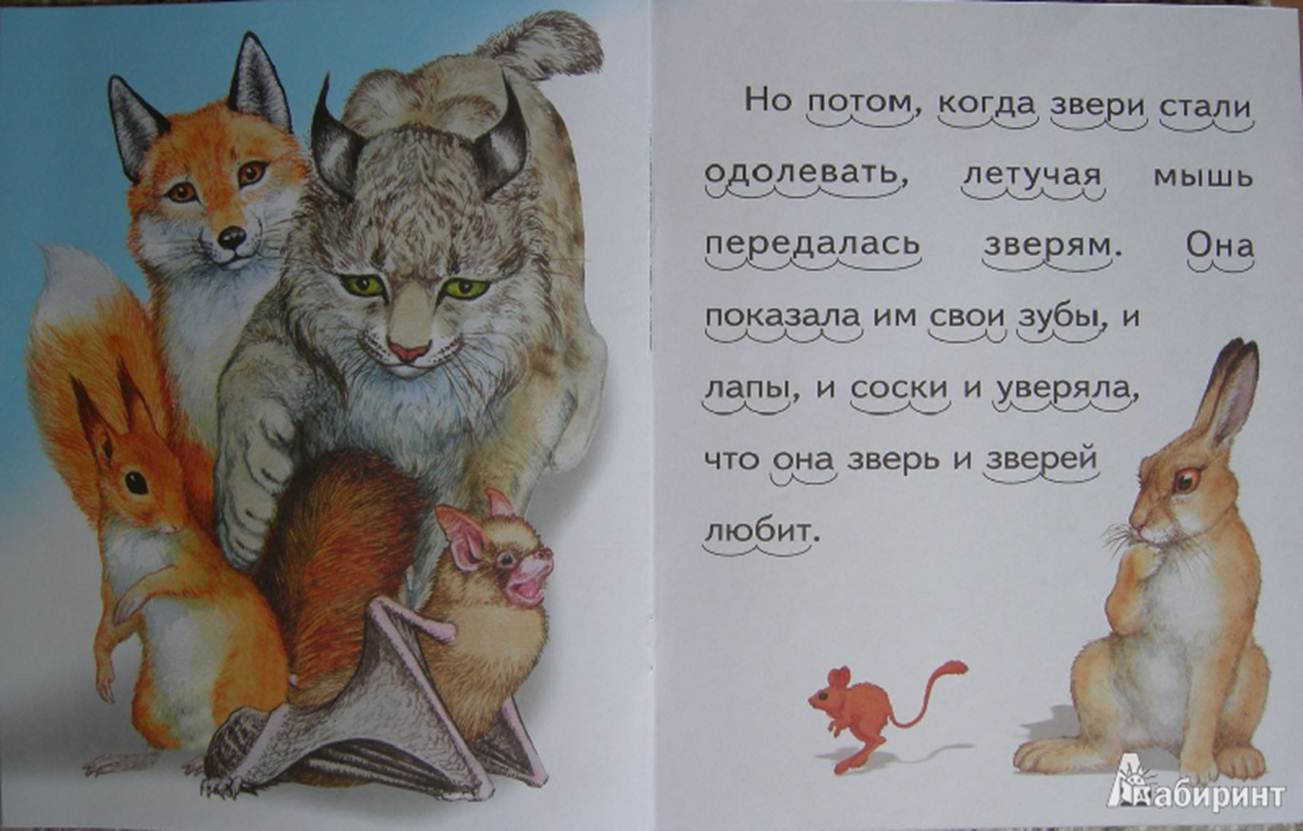 Но потом, когда звери стали
одолевать, летучая мышь
передалась зверям. Она
показала им свои зубы, и
лапы, и соски и уверяла,
что она зверь и зверей
любит.
Лабиринт